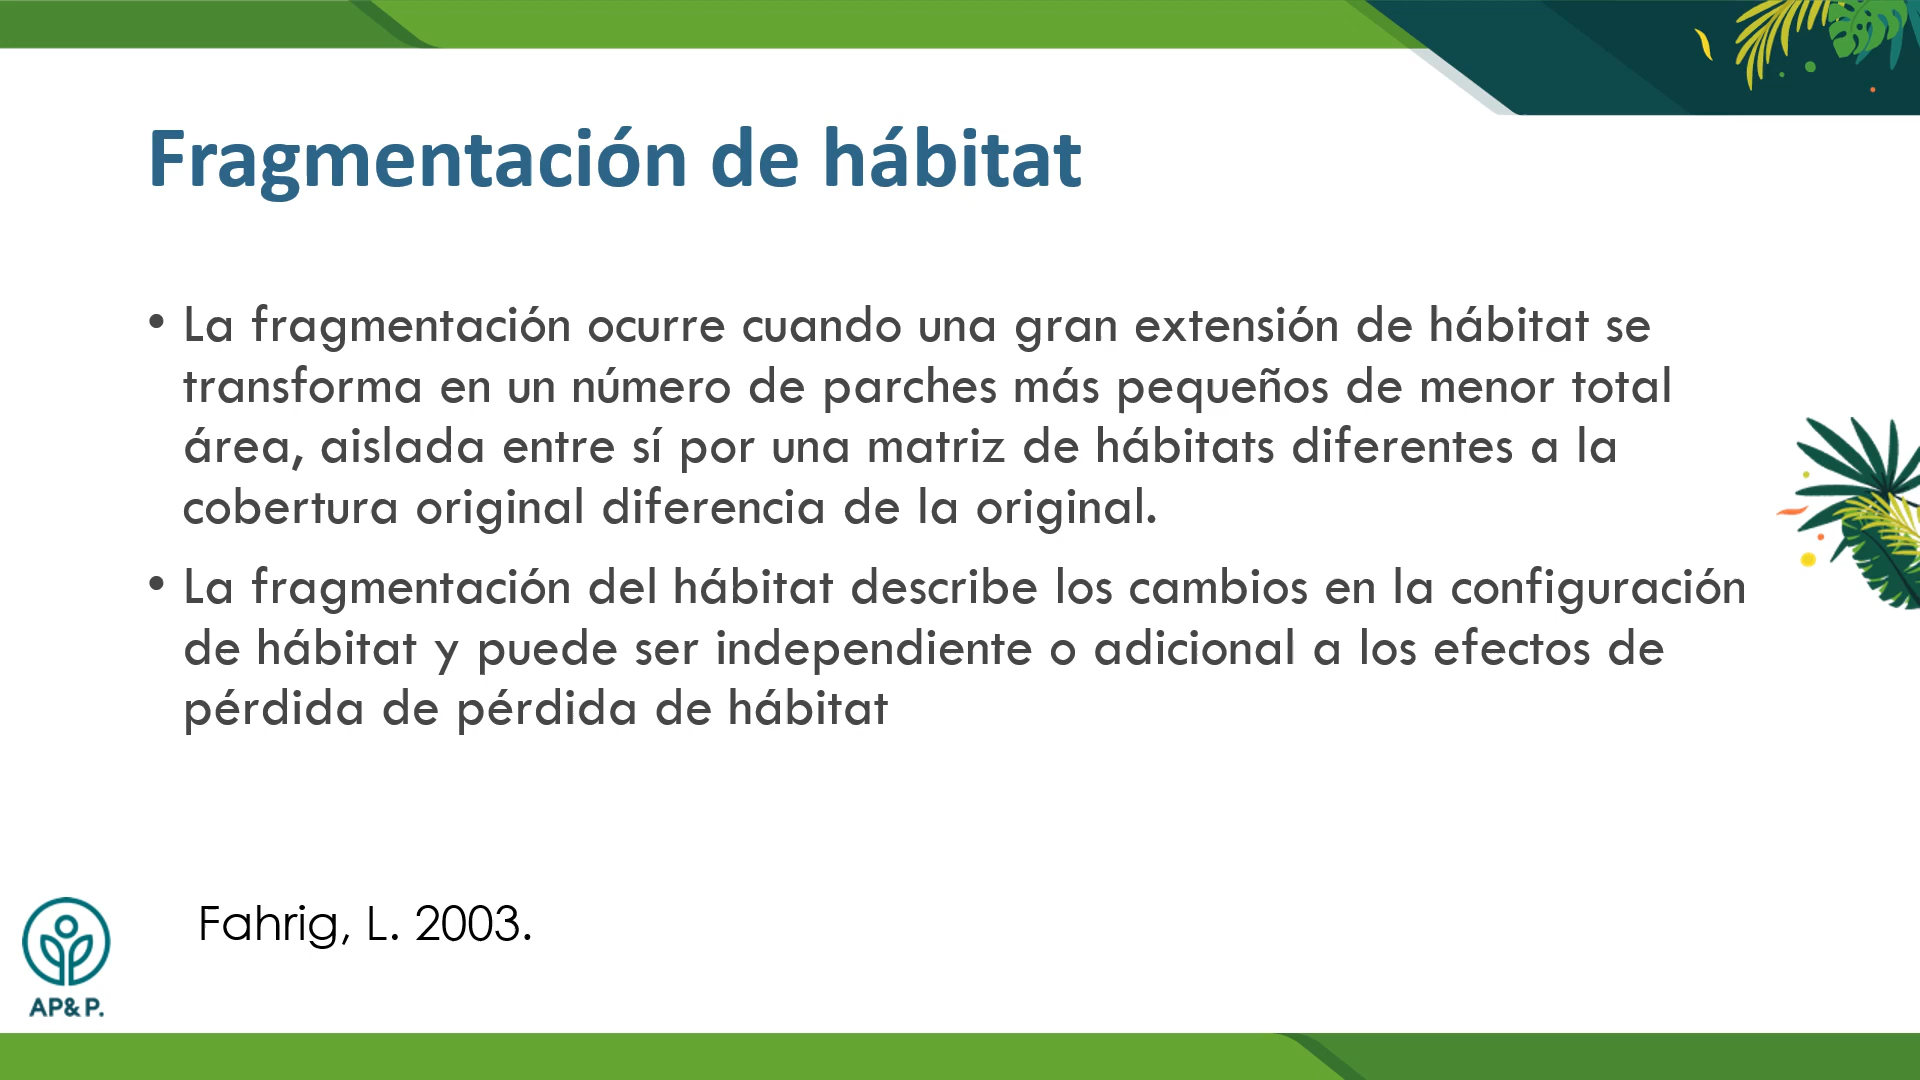 Fragmentación de hábitat
• La fragmentación ocurre cuando una gran extensión de hábitat se
transforma en un número de parches más pequeños de menor total
área, aislada entre sí por una matriz de hábitats diferentes a la
cobertura original diferencia de la original.
• La fragmentación del hábitat describe los cambios en la configuración
de hábitat y puede ser independiente o adicional a los efectos de
pérdida de pérdida de hábitat
Fahrig, L. 2003.
AP&P.